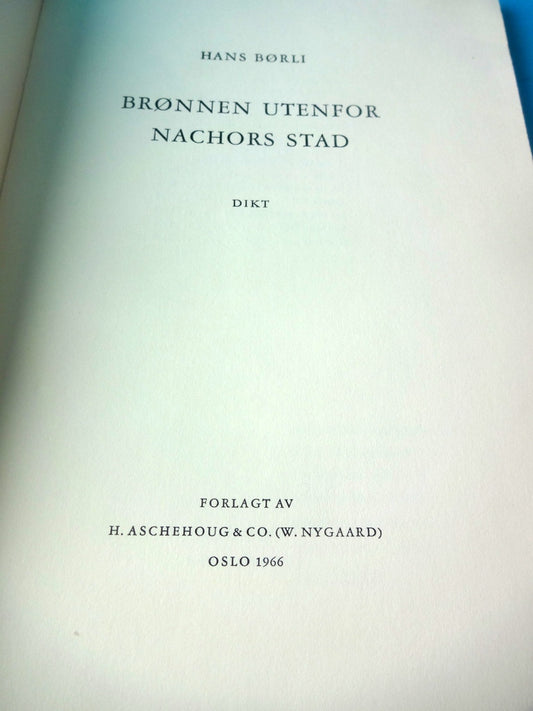 HANS BØRLI
BRØNNEN UTENFOR
NACHORS STAD
DIKT
FORLAGT AV
H. ASCHEHOUG & CO. (W. NYGAARD)
OSLO 1966